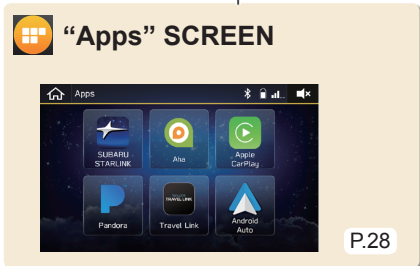 “Apps” SCREEN
Apps
SUBARU
STARLINK
Aha
Apple
CarPlay
Pandora
TRAVEL LINK
Travel Link
Android
Auto
P.28